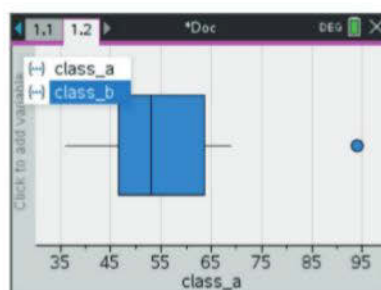 1.1 1.2 *Doc DEG
class_a
class_b
Click to add variable
35 45 55 65 75 85 95
class_a